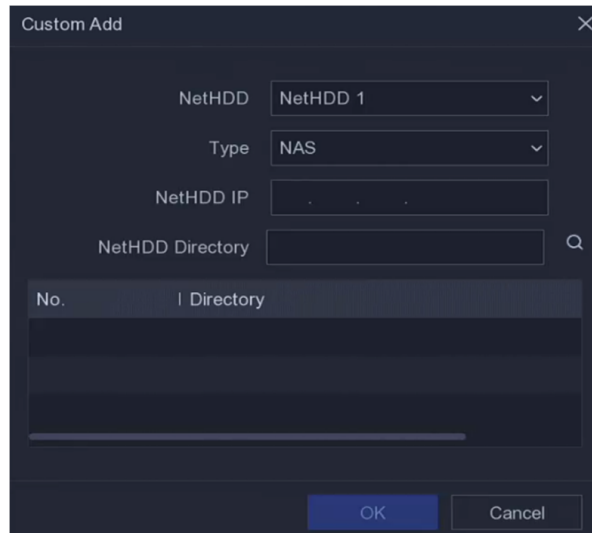 Custom Add
NetHDD NetHDD 1
Type NAS
NetHDD IP . . .
NetHDD Directory
No. | Directory
OK Cancel